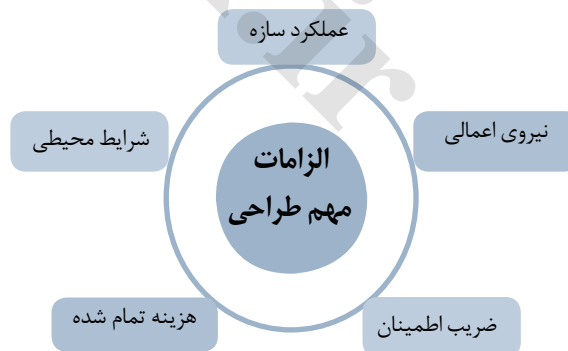 عملکرد سازه
نیروی اعمالی
شرایط محیطی
الزامات
مهم طراحی
ضریب اطمینان
هزینه تمام شده